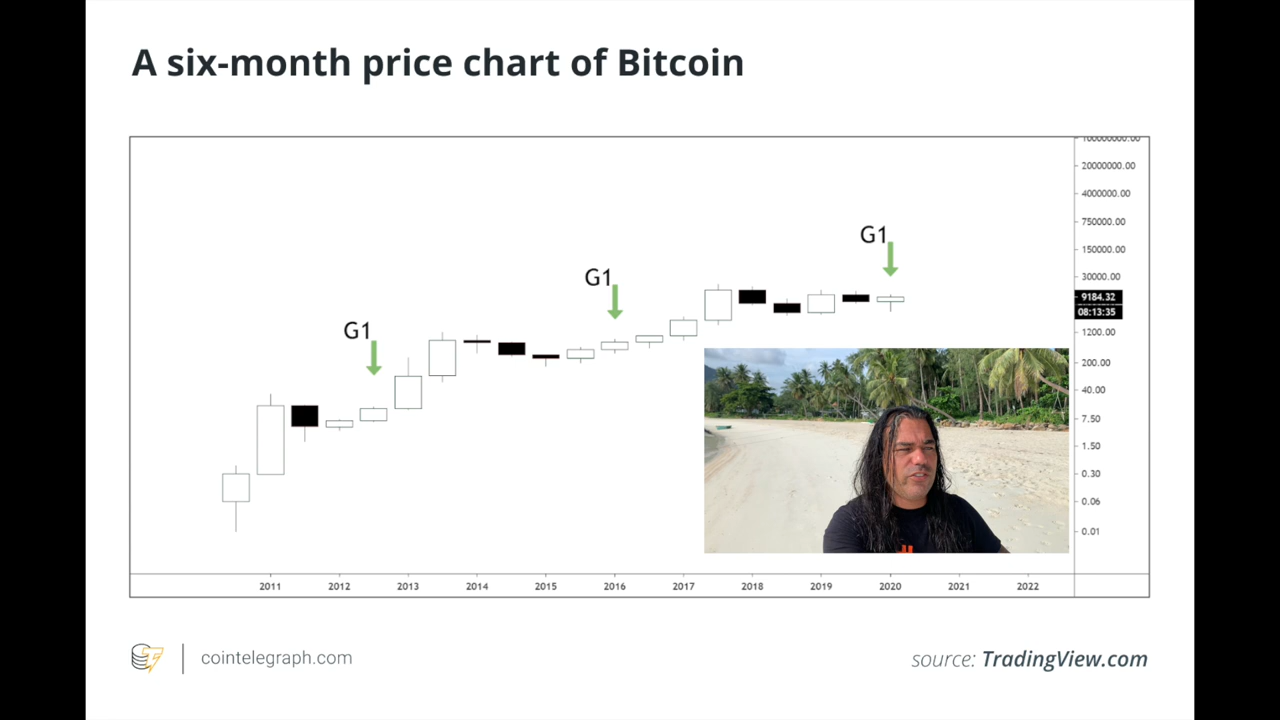 A six-month price chart of Bitcoin
G1
G1
G1
100000000.00
20000000.00
4000000.00
750000.00
150000.00
30000.00
9184.32
08:13:35
1200.00
200.00
40.00
7.50
1.50
0.30
0.06
0.01
2011 2012 2013 2014 2015 2016 2017 2018 2019 2020 2021 2022
cointelegraph.com
source: TradingView.com